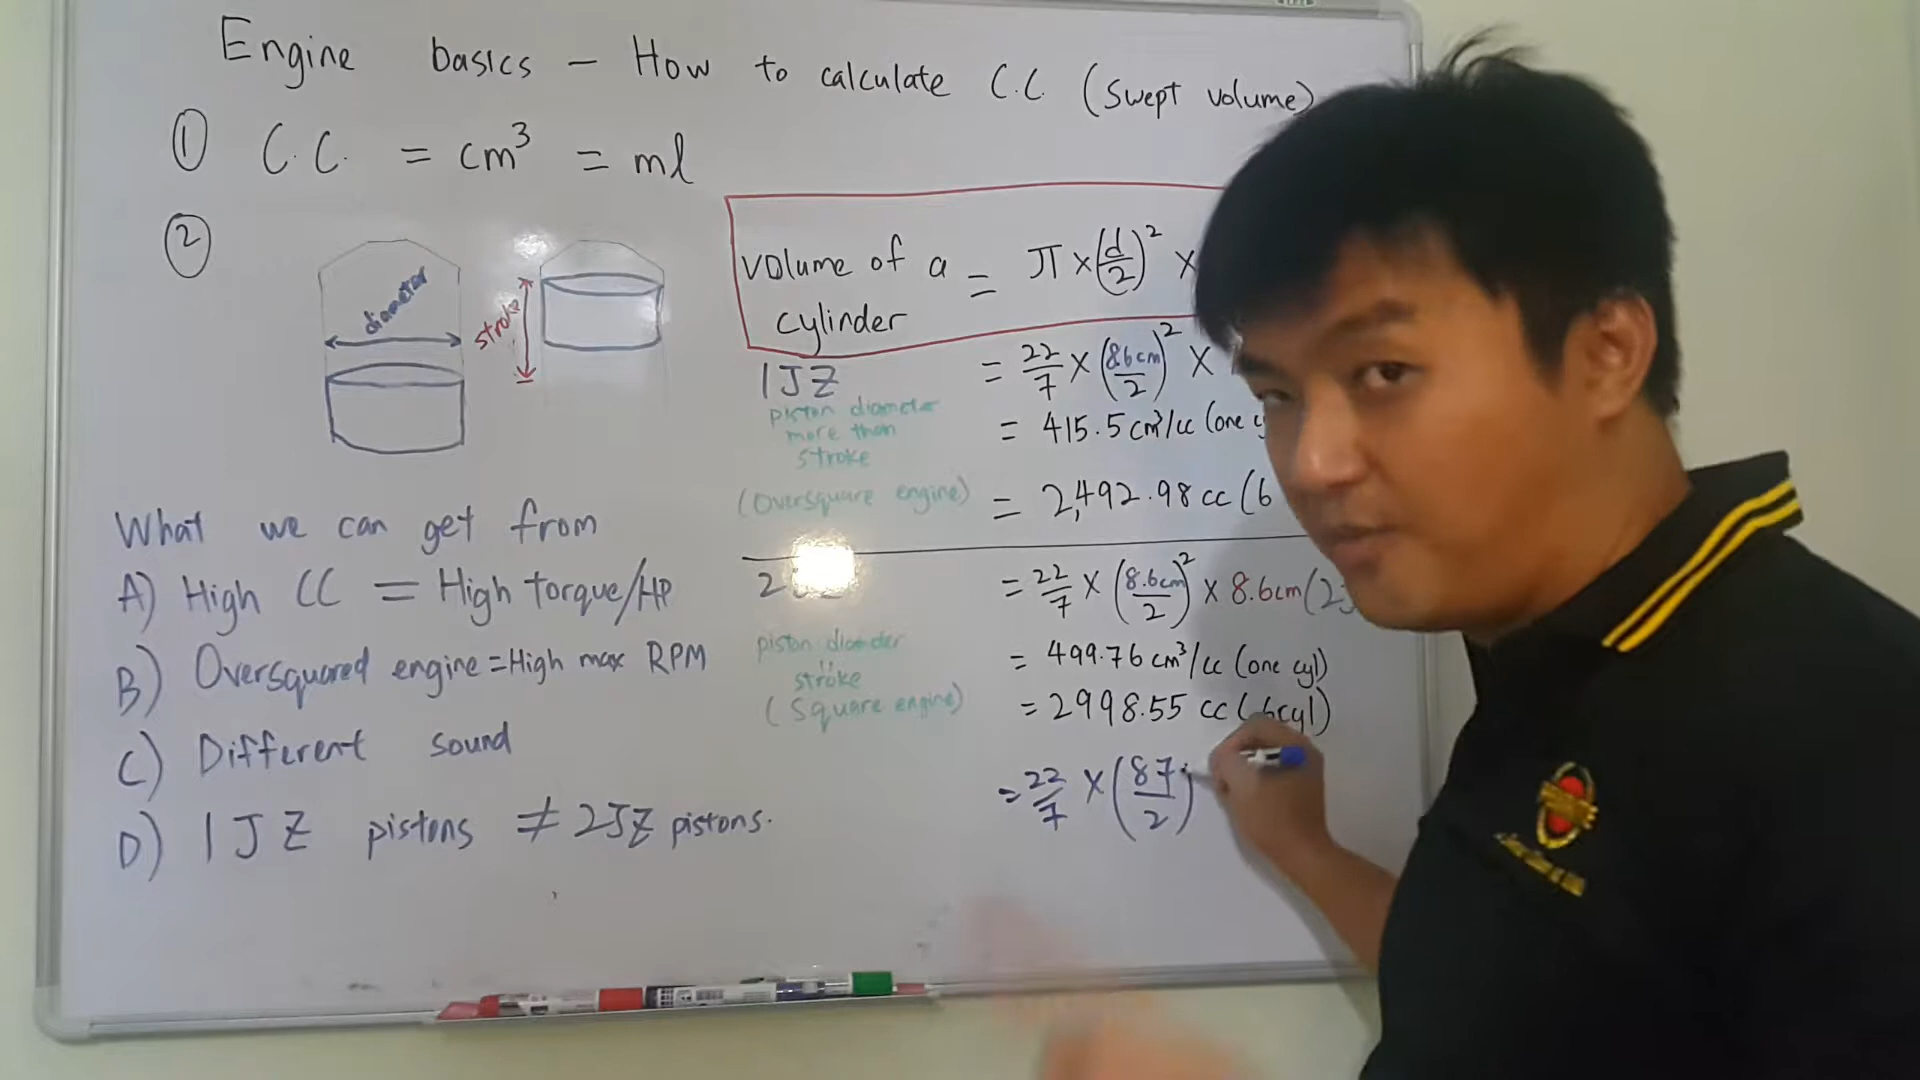 Engine basics – How to calculate C.C. (Swept volume)
① C.C. = cm³ = ml
②
diameter
stroke
volume of a cylinder = π × (d/2)² ×
1JZ = 22/7 × (8.6cm/2)² ×
piston diameter
more than
stroke
= 415.5 cm³/cc (one
(Oversquare engine) = 2,492.98 cc (6
2 = 22/7 × (8.6cm/2)² × 8.6cm (2J
piston diameter
=
stroke
= 499.76 cm³/cc (one cyl)
(Square engine) = 2998.55 cc (6cyl)
= 22/7 × (87/2)
What we can get from
A) High CC = High torque/HP
B) Oversquared engine = High max RPM
C) Different sound
D) 1JZ pistons ≠ 2JZ pistons.